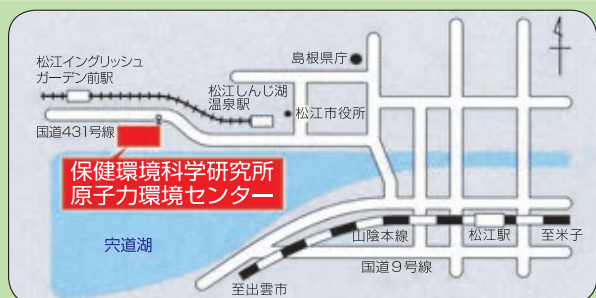 島根県庁
松江イングリッシュ
ガーデン前駅
松江しんじ湖
温泉駅
松江市役所
国道431号線
保健環境科学研究所
原子力環境センター
宍道湖
山陰本線
松江駅
至米子
国道9号線
至出雲市